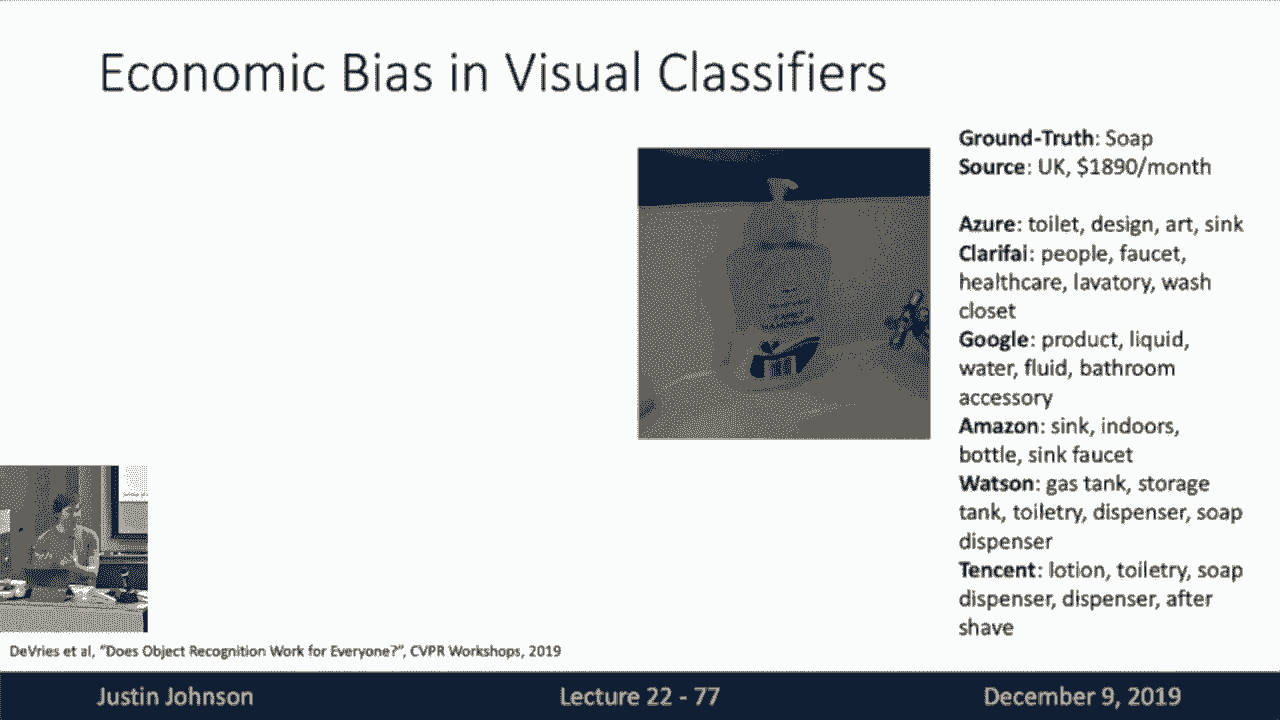 Economic Bias in Visual Classifiers
Ground-Truth: Soap
Source: UK, $1890/month
Azure: toilet, design, art, sink
Clarifai: people, faucet,
healthcare, lavatory, wash
closet
Google: product, liquid,
water, fluid, bathroom
accessory
Amazon: sink, indoors,
bottle, sink faucet
Watson: gas tank, storage
tank, toiletry, dispenser, soap
dispenser
Tencent: lotion, toiletry, soap
dispenser, dispenser, after
shave
DeVries et al, “Does Object Recognition Work for Everyone?”, CVPR Workshops, 2019
Justin Johnson
Lecture 22 - 77
December 9, 2019